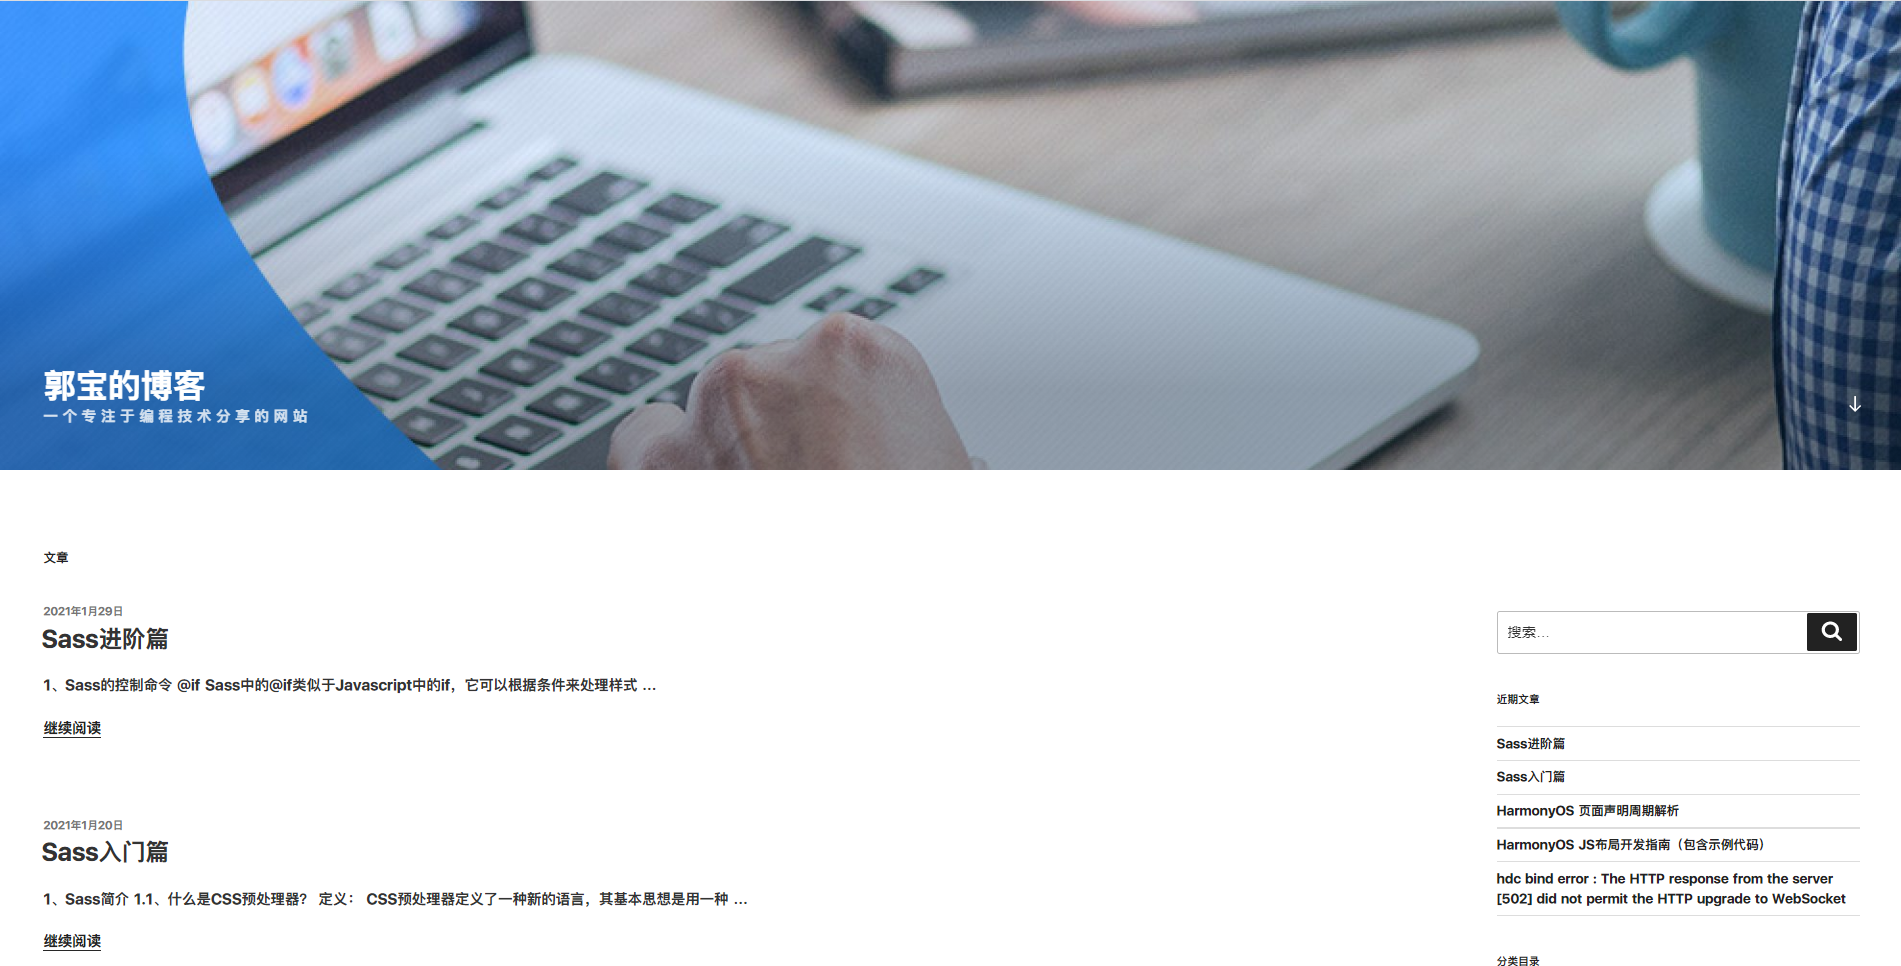 郭宝的博客
一个专注于编程技术分享的网站
文章
2021年1月29日
Sass进阶篇
1、Sass的控制命令 @if Sass中的@if类似于Javascript中的if，它可以根据条件来处理样式 …
继续阅读
2021年1月20日
Sass入门篇
1、Sass简介 1.1、什么是CSS预处理器？ 定义： CSS预处理器定义了一种新的语言，其基本思想是用一种 …
继续阅读
搜索…
近期文章
Sass进阶篇
Sass入门篇
HarmonyOS 页面声明周期解析
HarmonyOS JS布局开发指南（包含示例代码）
hdc bind error : The HTTP response from the server
[502] did not permit the HTTP upgrade to WebSocket
分类目录